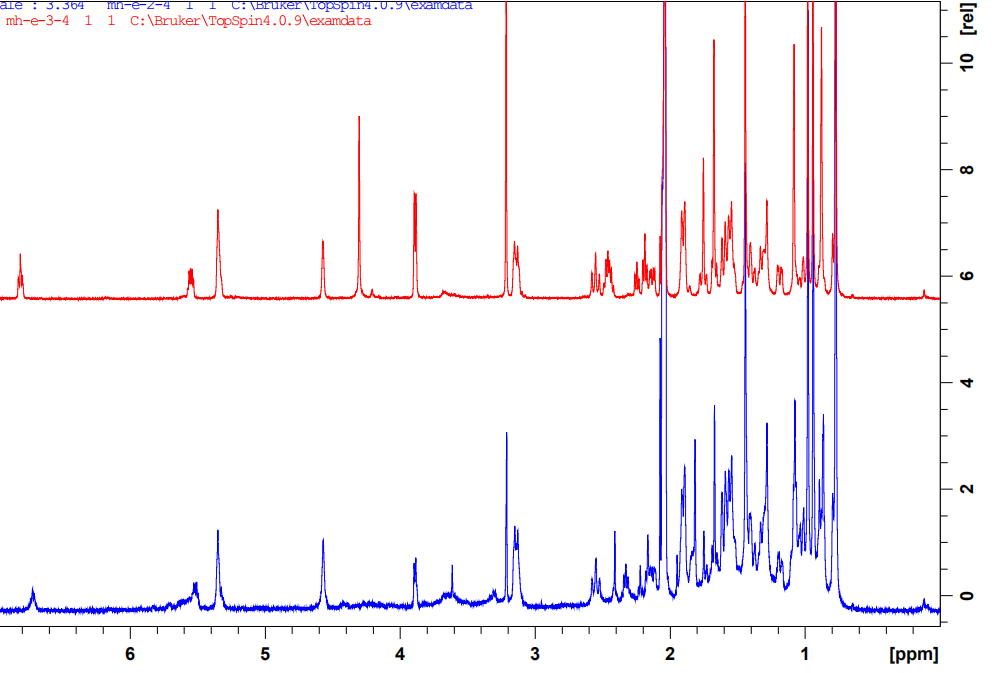 ale : 3.364 mh-e-2-4 1 1 C:\Bruker\TopSpin4.0.9\examdata
mh-e-3-4 1 1 C:\Bruker\TopSpin4.0.9\examdata
[rel]
10
8
6
4
2
0
6 5 4 3 2 1 [ppm]